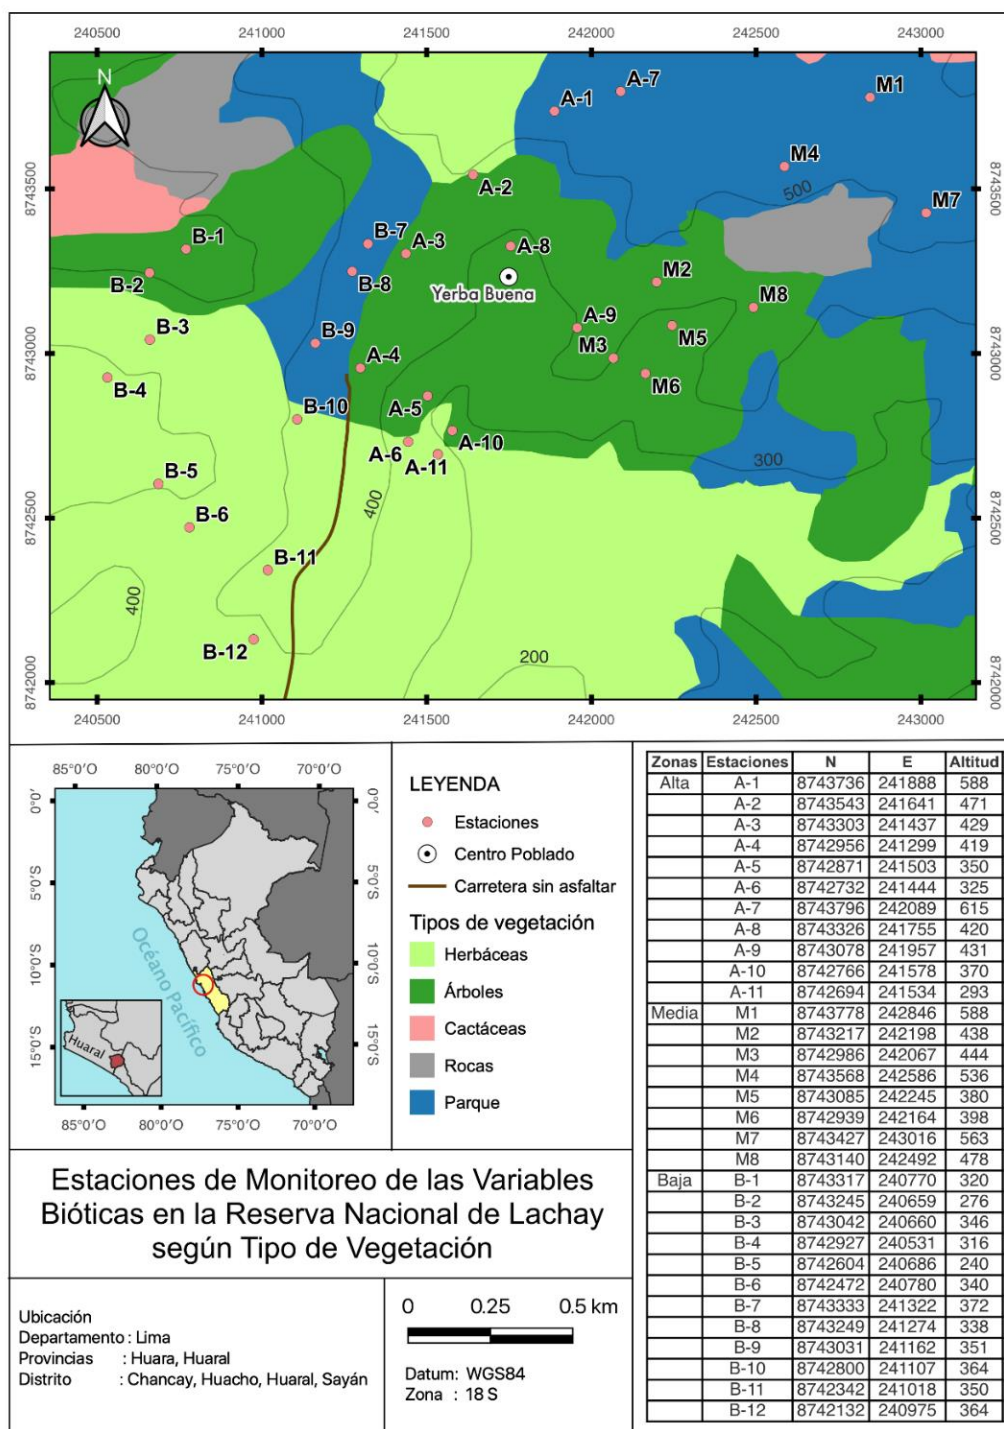 240500 241000 241500 242000 242500 243000
8743500 8743500
8743000 8743000
8742500 8742500
8742000 8742000
N
A-7
M1
A-1
M4
500
A-2
M7
B-7
B-1
A-3
A-8
B-2
B-8
M2
Yerba Buena
M8
B-3
B-9
A-9
M3
M5
A-4
B-4
M6
A-5
B-10
A-10
A-6
A-11
300
B-5
400
B-6
B-11
400
B-12
200
240500 241000 241500 242000 242500 243000
85°0'O 80°0'O 75°0'O 70°0'O
0°0' 0°0'
5°0'S 5°0'S
10°0'S 10°0'S
15°0'S 15°0'S
Océano Pacífico
Huaral
85°0'O 80°0'O 75°0'O 70°0'O
LEYENDA
Estaciones
Centro Poblado
Carretera sin asfaltar
Tipos de vegetación
Herbáceas
Árboles
Cactáceas
Rocas
Parque
Zonas Estaciones N E Altitud
Alta A-1 8743736 241888 588
A-2 8743543 241641 471
A-3 8743303 241437 429
A-4 8742956 241299 419
A-5 8742871 241503 350
A-6 8742732 241444 325
A-7 8743796 242089 615
A-8 8743326 241755 420
A-9 8743078 241957 431
A-10 8742766 241578 370
A-11 8742694 241534 293
Media M1 8743778 242846 588
M2 8743217 242198 438
M3 8742986 242067 444
M4 8743568 242586 536
M5 8743085 242245 380
M6 8742939 242164 398
M7 8743427 243016 563
M8 8743140 242492 478
Baja B-1 8743317 240770 320
B-2 8743245 240659 276
B-3 8743042 240660 346
B-4 8742927 240531 316
B-5 8742604 240686 240
B-6 8742472 240780 340
B-7 8743333 241322 372
B-8 8743249 241274 338
B-9 8743031 241162 351
B-10 8742800 241107 364
B-11 8742342 241018 350
B-12 8742132 240975 364
Estaciones de Monitoreo de las Variables
Bióticas en la Reserva Nacional de Lachay
según Tipo de Vegetación
Ubicación
Departamento : Lima
Provincias : Huara, Huaral
Distrito : Chancay, Huacho, Huaral, Sayán
0 0.25 0.5 km
Datum: WGS84
Zona : 18 S